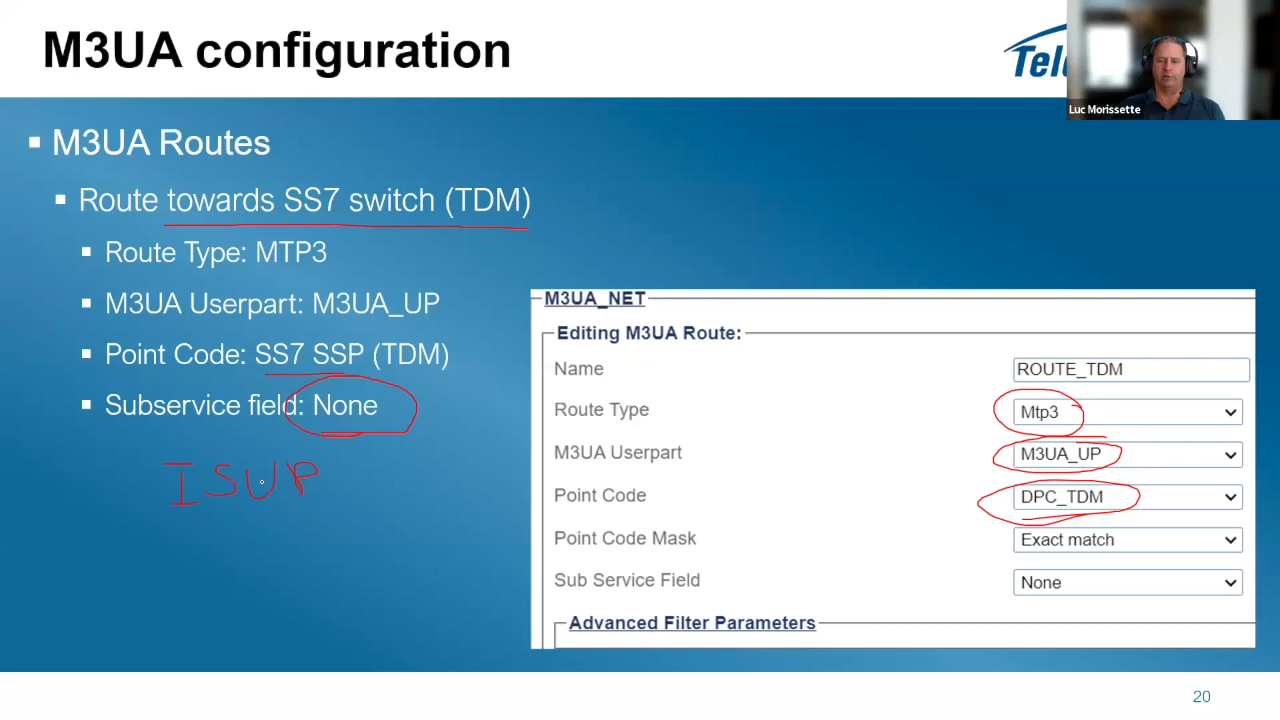 M3UA configuration
Tele
Luc Morissette
M3UA Routes
Route towards SS7 switch (TDM)
Route Type: MTP3
M3UA Userpart: M3UA_UP
Point Code: SS7 SSP (TDM)
Subservice field: None
ISUP
M3UA_NET
Editing M3UA Route:
Name ROUTE_TDM
Route Type Mtp3
M3UA Userpart M3UA_UP
Point Code DPC_TDM
Point Code Mask Exact match
Sub Service Field None
Advanced Filter Parameters
20